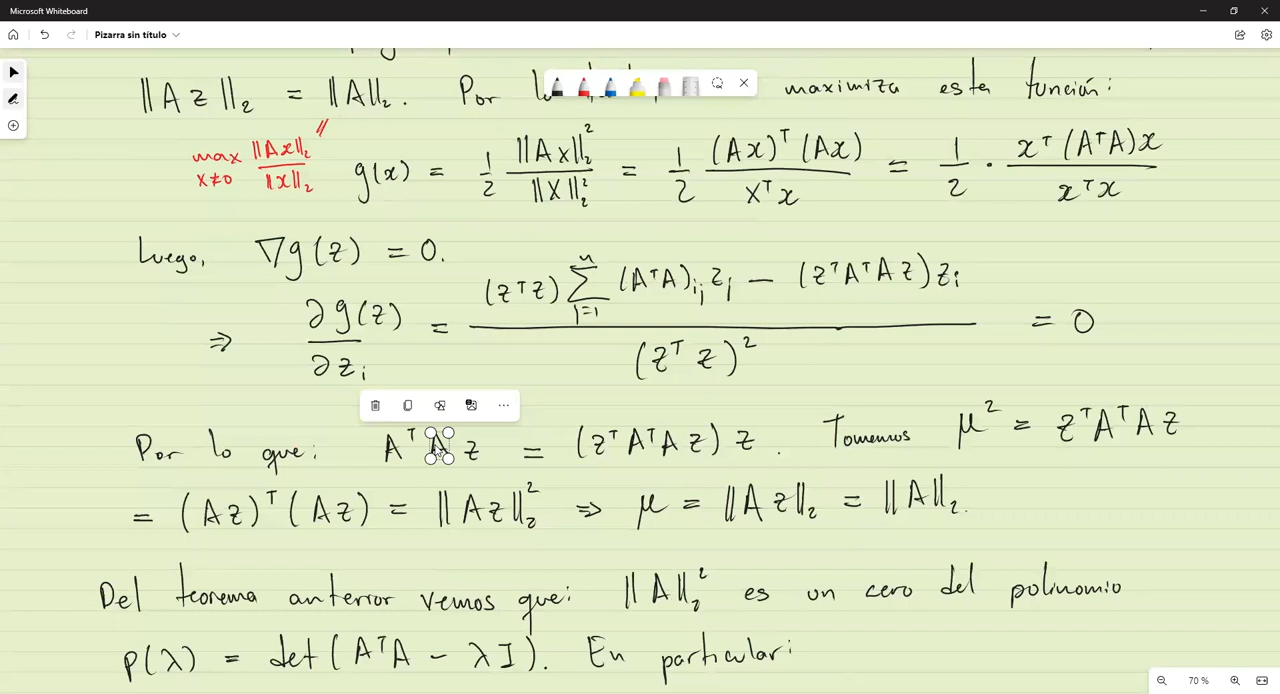 Microsoft Whiteboard
Pizarra sin título
||Az||₂ = ||A||₂. Por lo maximiza esta función:
max x≠0 ||Ax||₂ / ||x||₂ //
g(x) = 1/2 ||Ax||₂² / ||x||₂² = 1/2 (Ax)ᵀ(Ax) / xᵀx = 1/2 · xᵀ(AᵀA)x / xᵀx
Luego, ∇g(z) = 0.
⇒ ∂g(z)/∂zᵢ = ((zᵀz) Σⱼ₌₁ⁿ (AᵀA)ᵢⱼ zⱼ − (zᵀAᵀAz)zᵢ) / (zᵀz)² = 0
Por lo que: AᵀAz = (zᵀAᵀAz)z. Tomemos μ² = zᵀAᵀAz
= (Az)ᵀ(Az) = ||Az||₂² ⇒ μ = ||Az||₂ = ||A||₂.
Del teorema anterior vemos que: ||A||₂² es un cero del polinomio
p(λ) = det(AᵀA − λI). En particular:
70 %